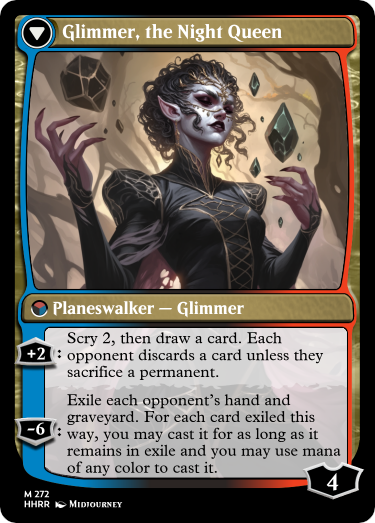 Glimmer, the Night Queen
Planeswalker — Glimmer
+2:
Scry 2, then draw a card. Each
opponent discards a card unless they
sacrifice a permanent.
-6:
Exile each opponent's hand and
graveyard. For each card exiled this
way, you may cast it for as long as it
remains in exile and you may use mana
of any color to cast it.
4
M 272
HHRR Midjourney